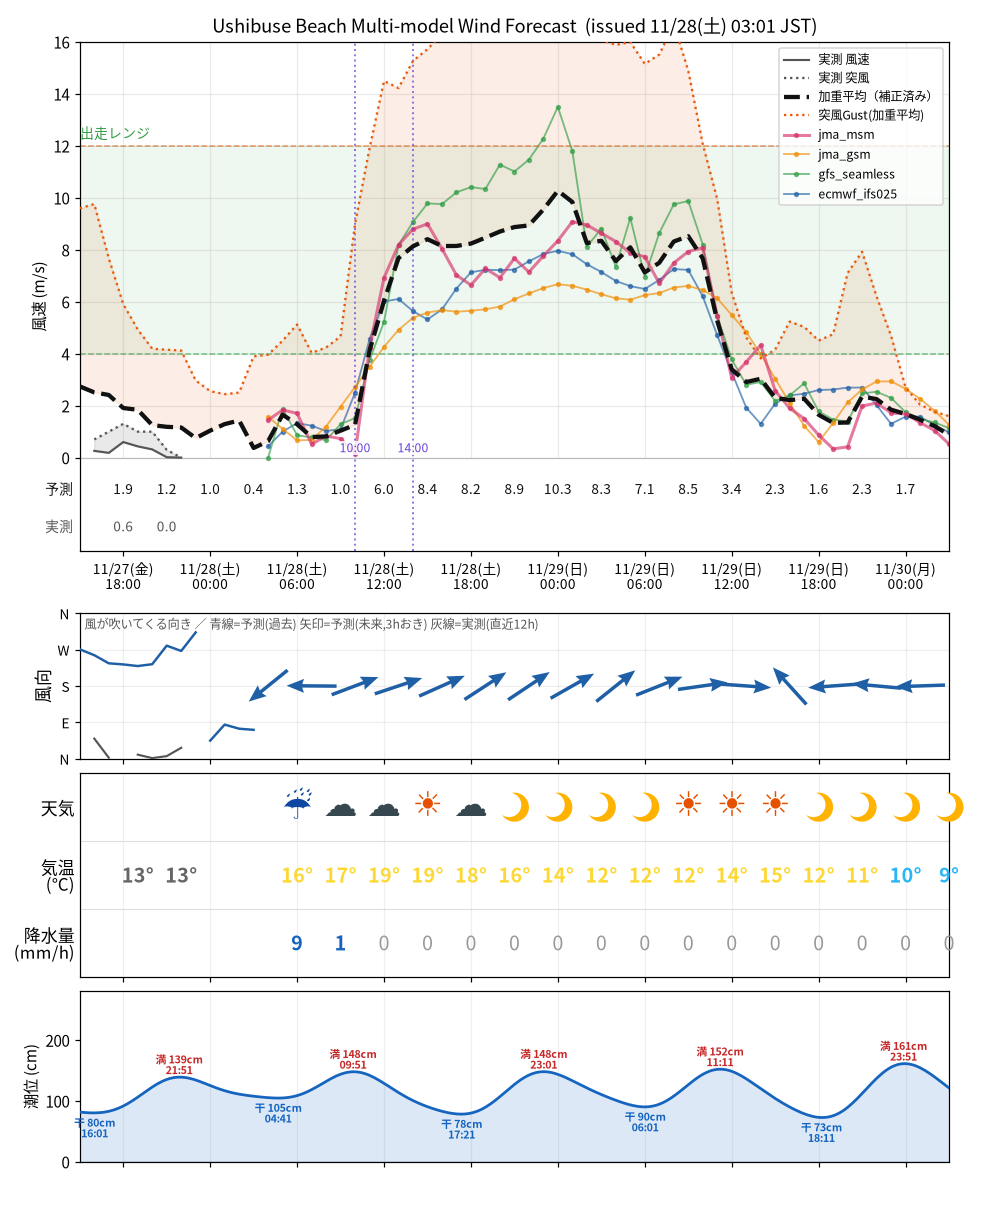 Ushibuse Beach Multi-model Wind Forecast (issued 11/28(土) 03:01 JST)
16
14
12
10
8
6
4
2
0
風速 (m/s)
出走レンジ
実測 風速
実測 突風
加重平均（補正済み）
突風Gust(加重平均)
jma_msm
jma_gsm
gfs_seamless
ecmwf_ifs025
10:00 14:00
予測 1.9 1.2 1.0 0.4 1.3 1.0 6.0 8.4 8.2 8.9 10.3 8.3 7.1 8.5 3.4 2.3 1.6 2.3 1.7
実測 0.6 0.0
11/27(金) 11/28(土) 11/28(土) 11/28(土) 11/28(土) 11/29(日) 11/29(日) 11/29(日) 11/29(日) 11/30(月)
18:00 00:00 06:00 12:00 18:00 00:00 06:00 12:00 18:00 00:00
風向
N
W
S
E
N
風が吹いてくる向き ／ 青線=予測(過去) 矢印=予測(未来,3hおき) 灰線=実測(直近12h)
天気
気温
(℃)
13° 13° 16° 17° 19° 19° 18° 16° 14° 12° 12° 12° 14° 15° 12° 11° 10° 9°
降水量
(mm/h)
9 1 0 0 0 0 0 0 0 0 0 0 0 0 0 0
潮位 (cm)
200
100
0
干 80cm
16:01
満 139cm
21:51
干 105cm
04:41
満 148cm
09:51
干 78cm
17:21
満 148cm
23:01
干 90cm
06:01
満 152cm
11:11
干 73cm
18:11
満 161cm
23:51